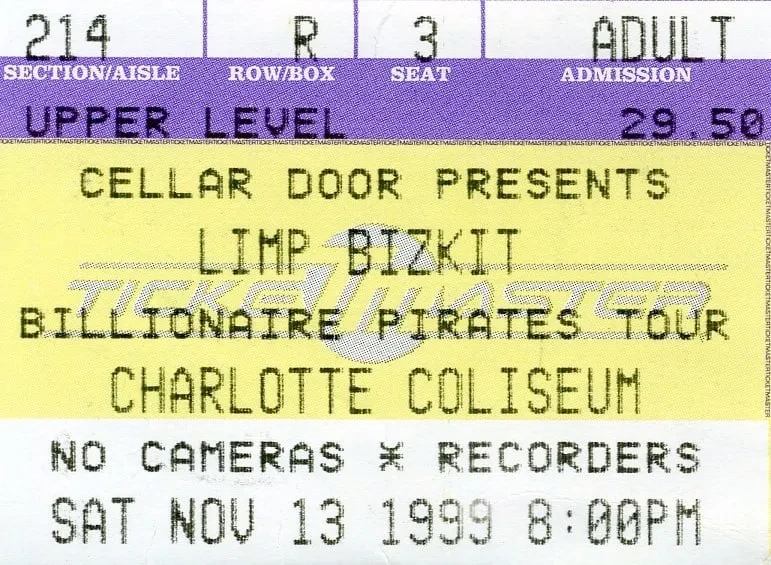 214 R 3 ADULT
SECTION/AISLE ROW/BOX SEAT ADMISSION
UPPER LEVEL 29.50
CELLAR DOOR PRESENTS
LIMP BIZKIT
TICKETMASTER
BILLIONAIRE PIRATES TOUR
CHARLOTTE COLISEUM
NO CAMERAS * RECORDERS
SAT NOV 13 1999 8:00PM